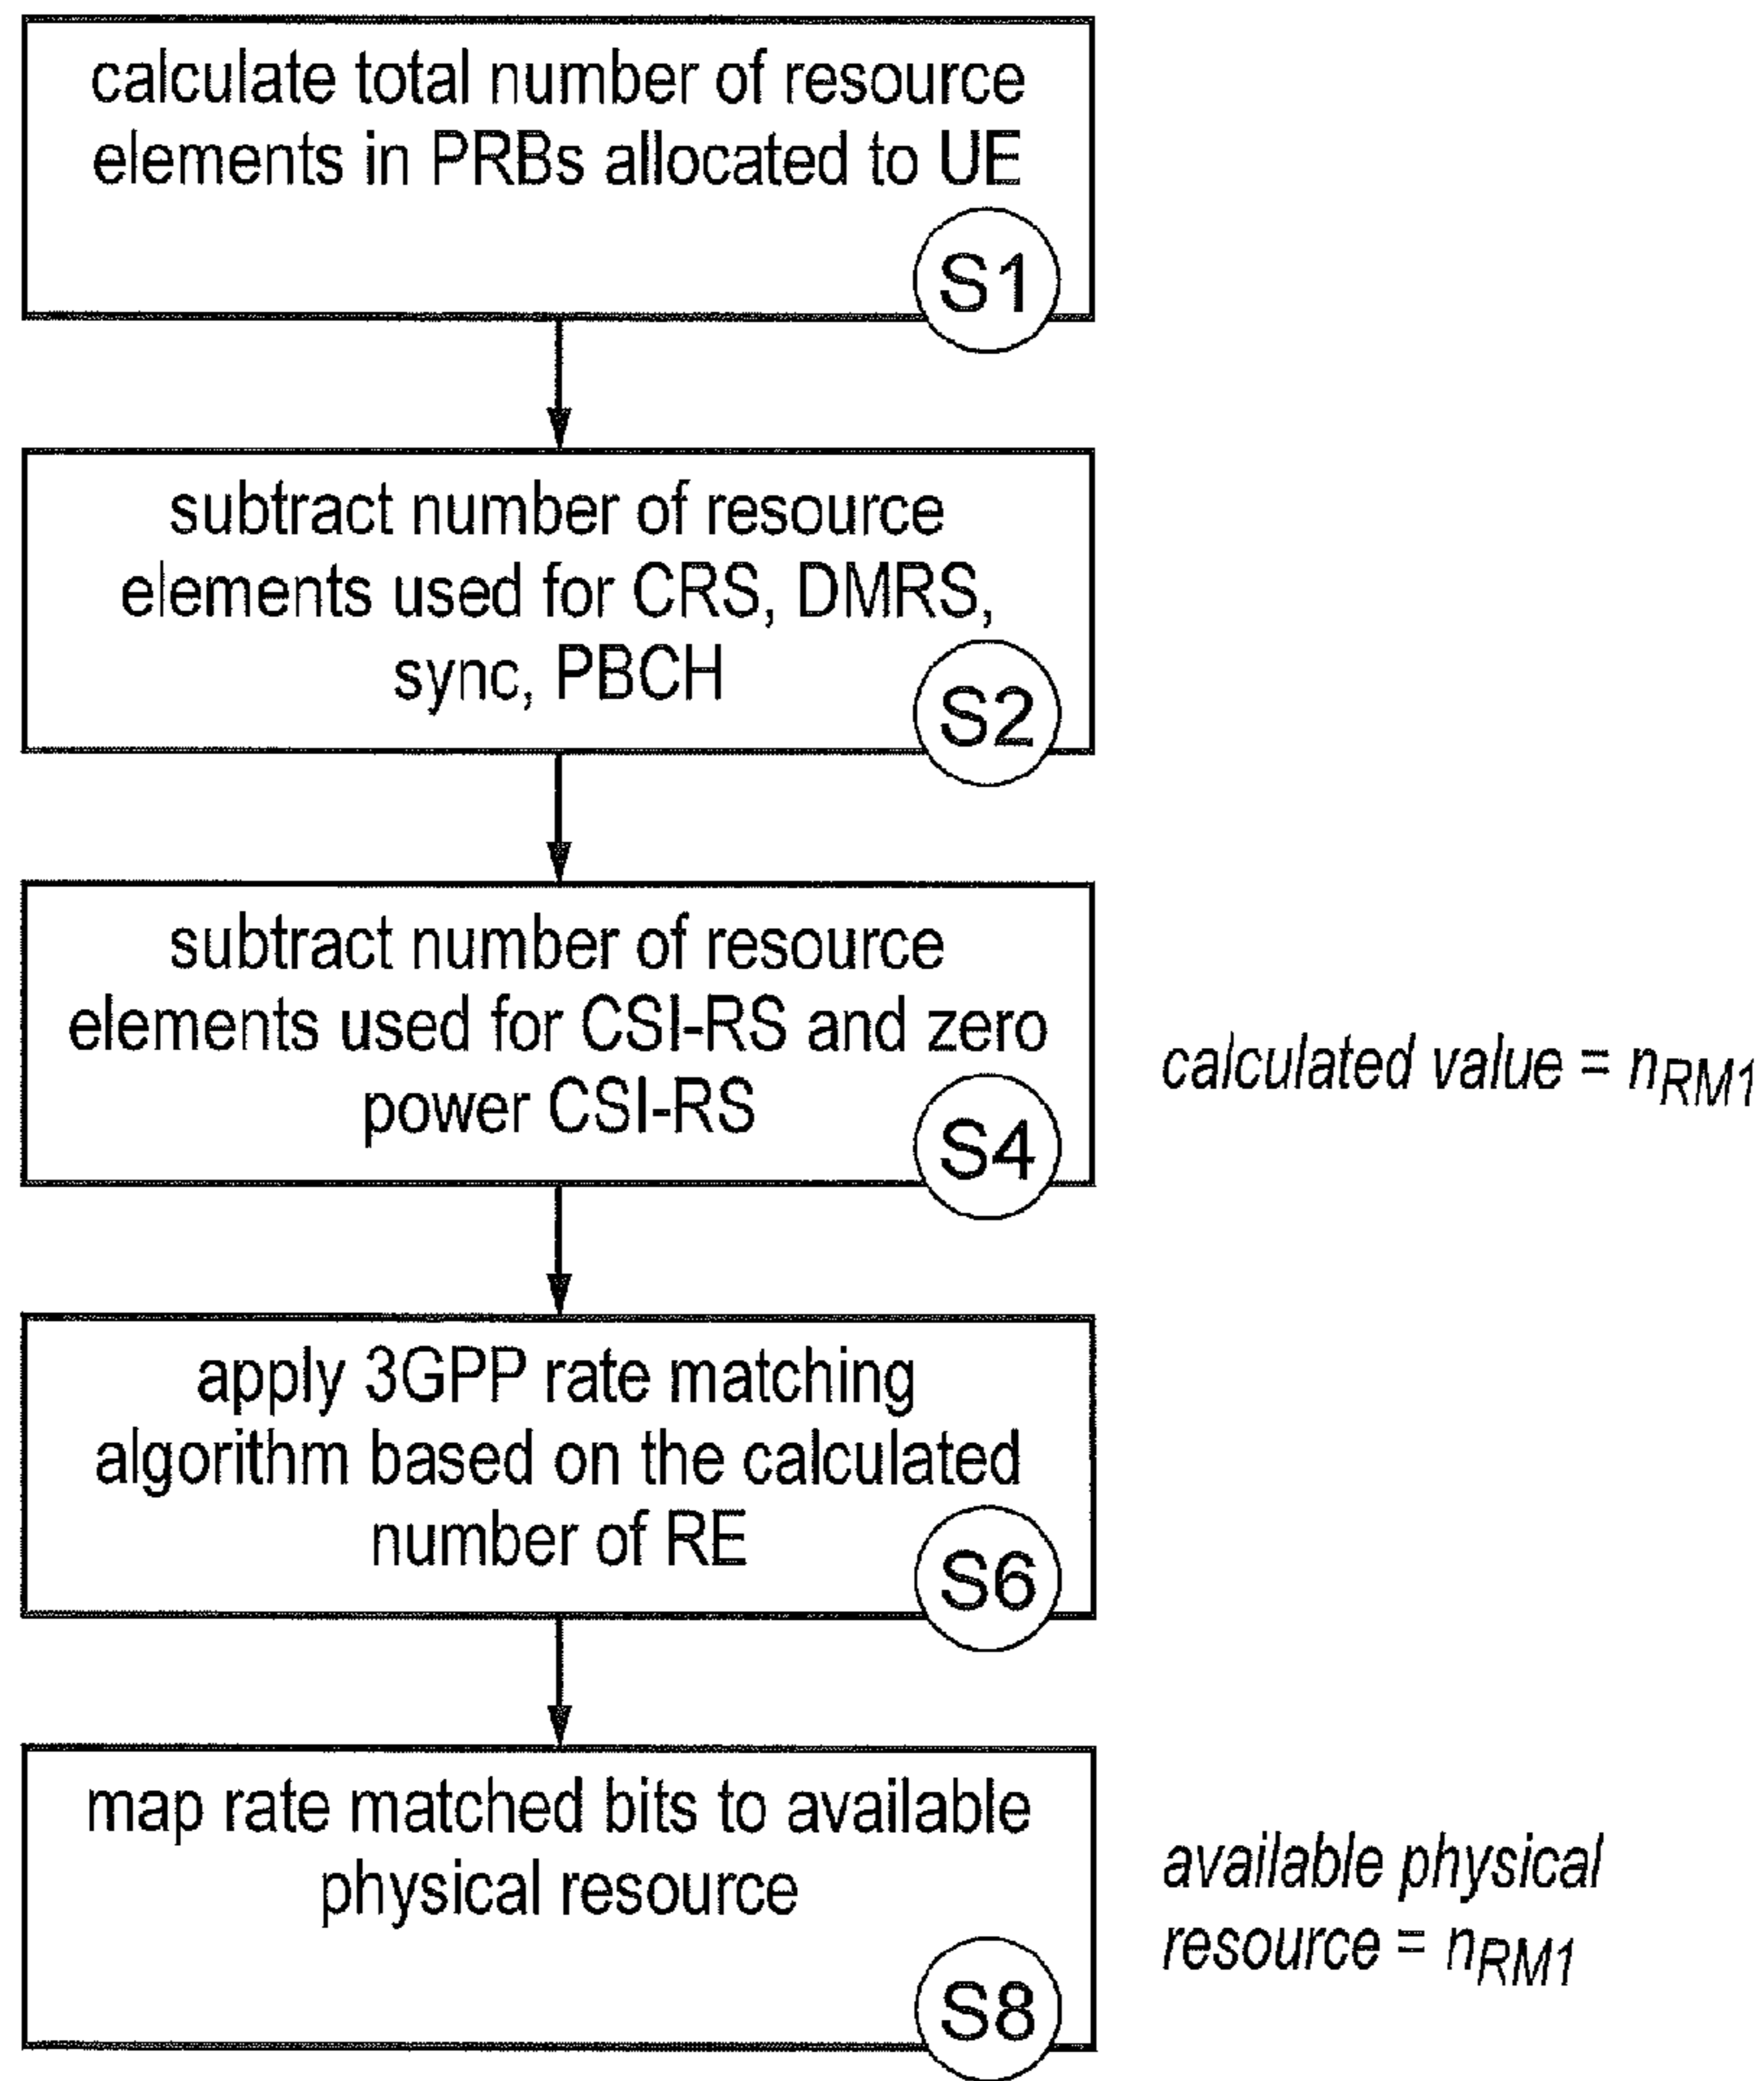 calculate total number of resource
elements in PRBs allocated to UE
S1
subtract number of resource
elements used for CRS, DMRS,
sync, PBCH
S2
subtract number of resource
elements used for CSI-RS and zero
power CSI-RS
S4
calculated value = nRM1
apply 3GPP rate matching
algorithm based on the calculated
number of RE
S6
map rate matched bits to available
physical resource
S8
available physical
resource = nRM1